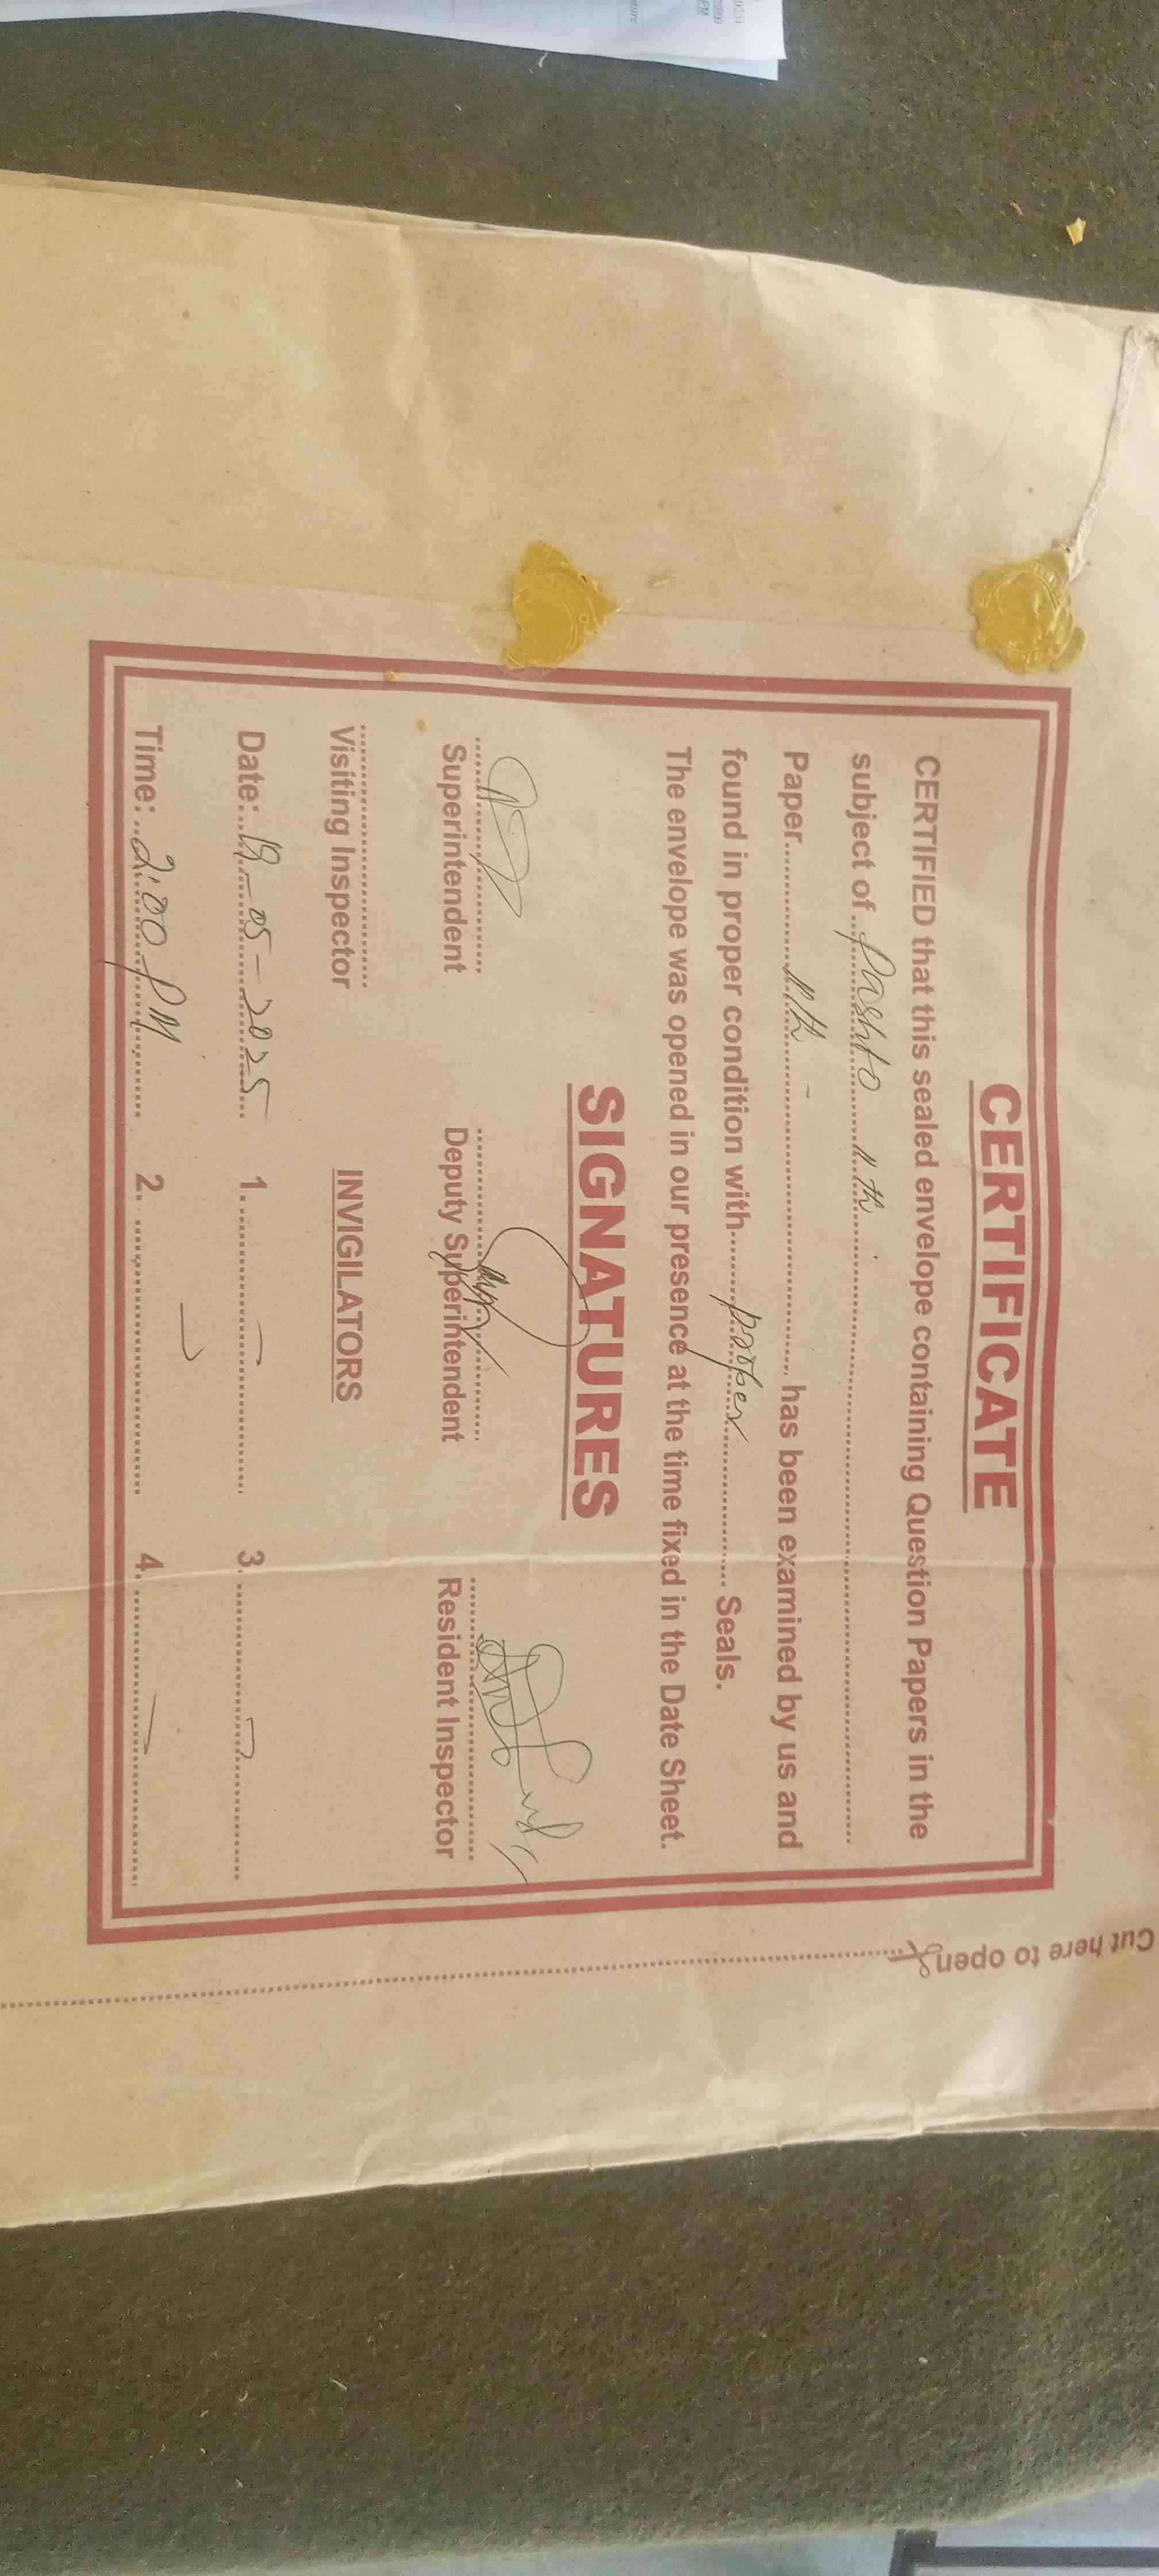 CERTIFICATE
CERTIFIED that this sealed envelope containing Question Papers in the
subject of Pashto 11th
Paper 11th has been examined by us and
found in proper condition with proper Seals.
The envelope was opened in our presence at the time fixed in the Date Sheet.
SIGNATURES
Superintendent Deputy Superintendent Resident Inspector
Visiting Inspector INVIGILATORS
Date: 19-05-2025 1. 3.
Time: 2:00 PM 2. 4.
Cut here to open